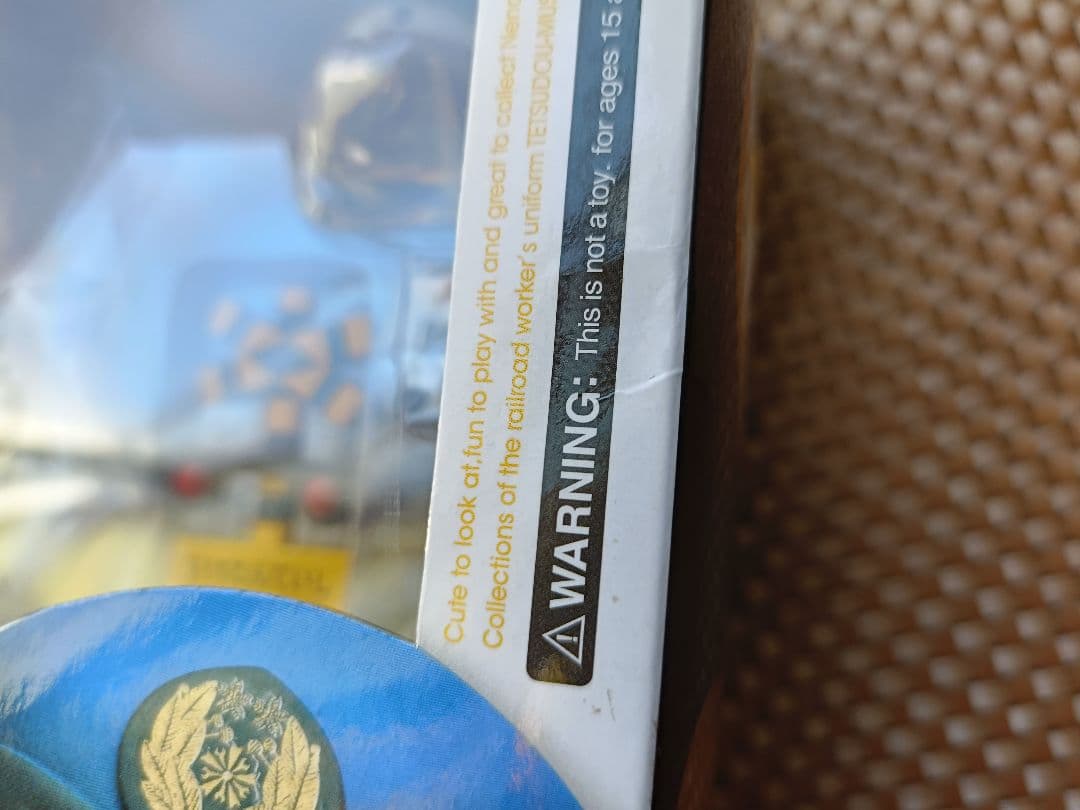 Cute to look at,fun to play with and great to collect
Collections of the railroad worker's uniform TETSUDOU-MUS
⚠ WARNING: This is not a toy. for ages 15